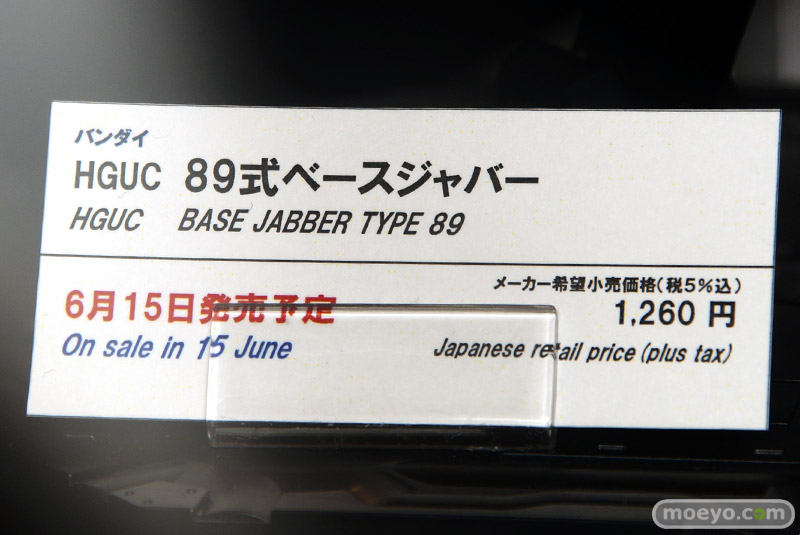 バンダイ
HGUC 89式ベースジャバー
HGUC BASE JABBER TYPE 89
メーカー希望小売価格(税5%込)
6月15日発売予定
1,260 円
On sale in 15 June
Japanese retail price (plus tax)
moeyo.com